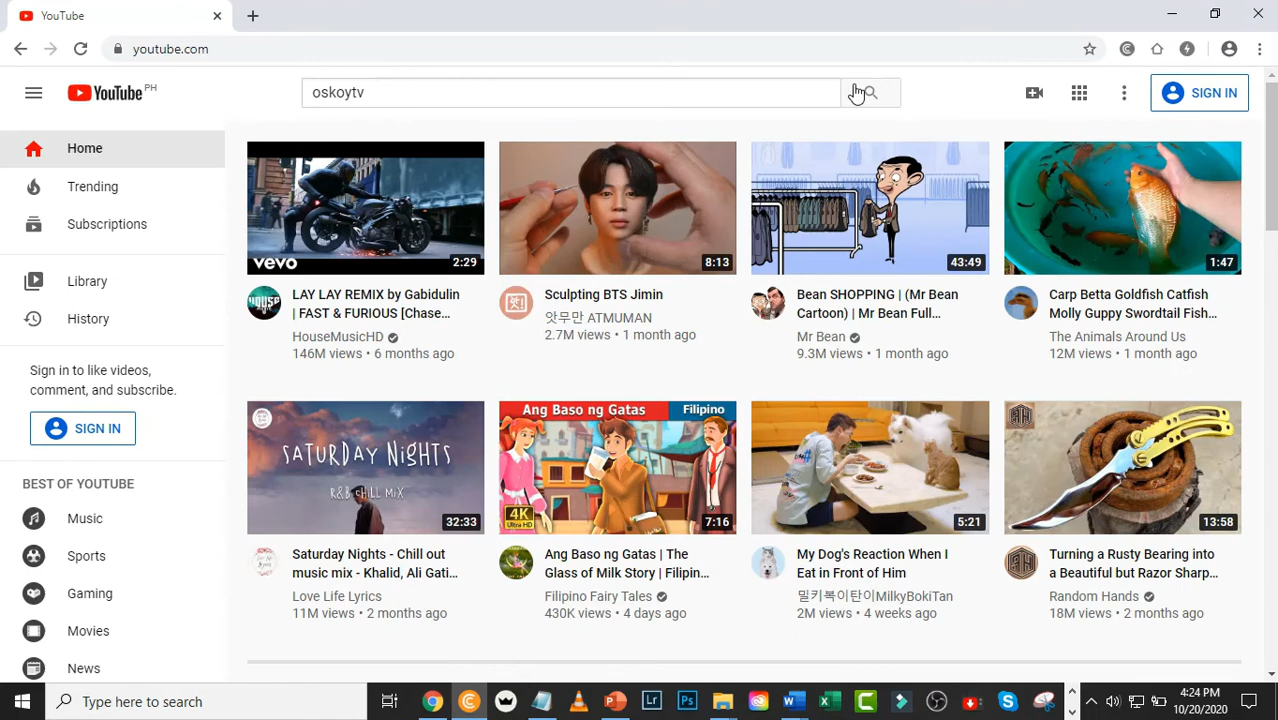 YouTube
youtube.com
YouTube PH
oskoytv
SIGN IN
Home
Trending
Subscriptions
Library
History
Sign in to like videos,
comment, and subscribe.
SIGN IN
BEST OF YOUTUBE
Music
Sports
Gaming
Movies
News
vevo
2:29
LAY LAY REMIX by Gabidulin
| FAST & FURIOUS [Chase...
HouseMusicHD
146M views • 6 months ago
8:13
Sculpting BTS Jimin
앗무만 ATMUMAN
2.7M views • 1 month ago
43:49
Bean SHOPPING | (Mr Bean
Cartoon) | Mr Bean Full...
Mr Bean
9.3M views • 1 month ago
1:47
Carp Betta Goldfish Catfish
Molly Guppy Swordtail Fish...
The Animals Around Us
12M views • 1 month ago
SATURDAY NiGHTS
R&B CHILL MiX
32:33
Saturday Nights - Chill out
music mix - Khalid, Ali Gati...
Love Life Lyrics
11M views • 2 months ago
Ang Baso ng Gatas
Filipino
4K
Ultra HD
7:16
Ang Baso ng Gatas | The
Glass of Milk Story | Filipin...
Filipino Fairy Tales
430K views • 4 days ago
5:21
My Dog's Reaction When I
Eat in Front of Him
밀키복이탄이MilkyBokiTan
2M views • 4 weeks ago
13:58
Turning a Rusty Bearing into
a Beautiful but Razor Sharp...
Random Hands
18M views • 2 months ago
Type here to search
Lr
Ps
4:24 PM
10/20/2020